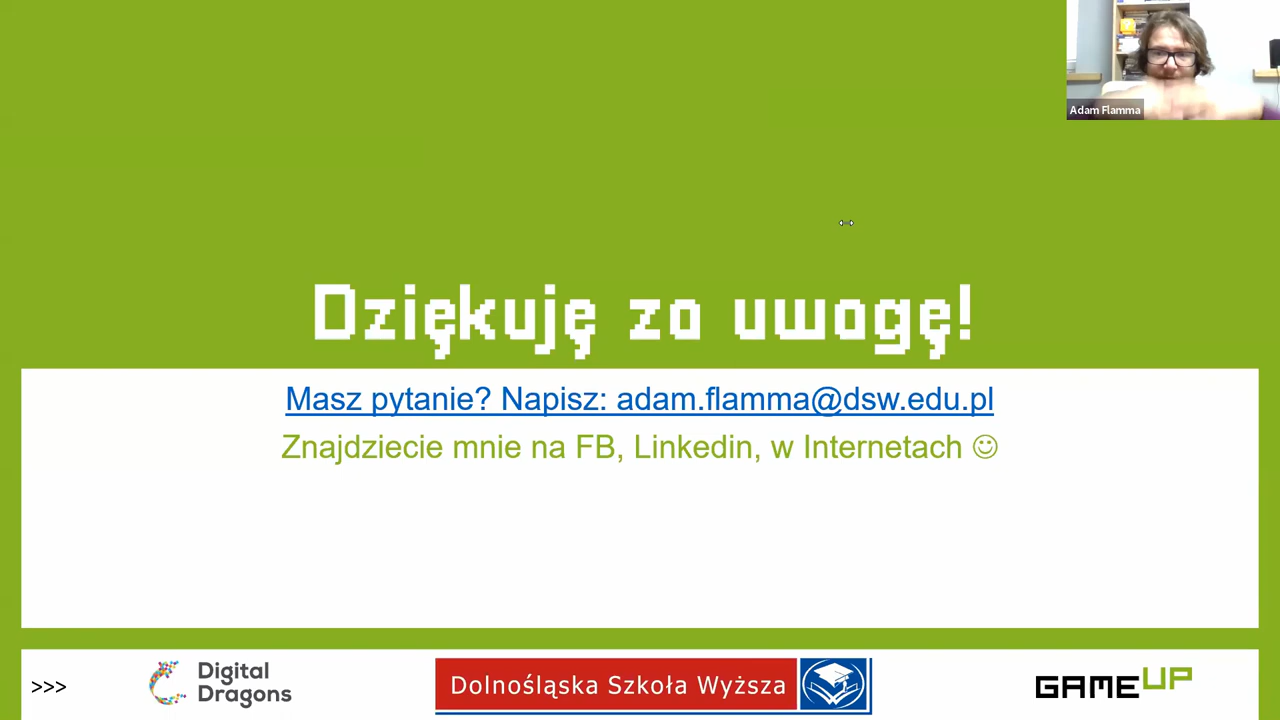 Adam Flamma
Dziękuję za uwagę!
Masz pytanie? Napisz: adam.flamma@dsw.edu.pl
Znajdziecie mnie na FB, Linkedin, w Internetach ☺
>>>
Digital
Dragons
Dolnośląska Szkoła Wyższa
GAMEUP